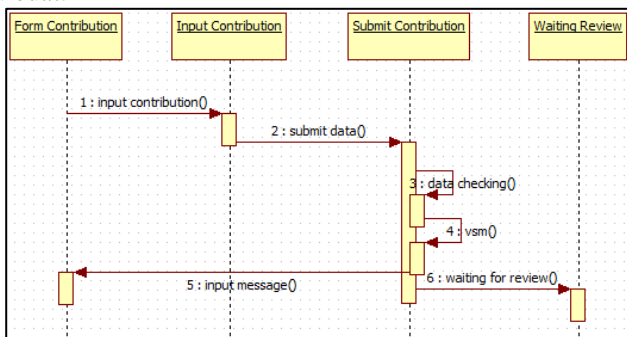 Form Contribution
Input Contribution
Submit Contribution
Waiting Review
1 : input contribution()
2 : submit data()
3 : data checking()
4 : vsm()
5 : input message()
6 : waiting for review()